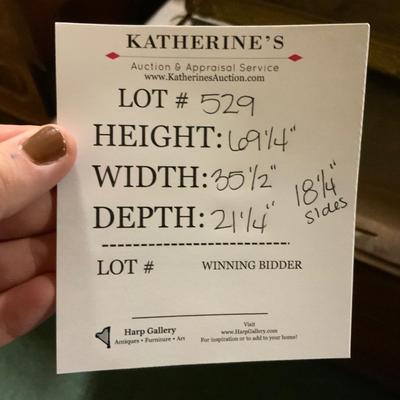 KATHERINE'S
Auction & Appraisal Service
www.KatherinesAuction.com
LOT # 529
HEIGHT: 69 1/4"
WIDTH: 35 1/2"
18 1/4"
sides
DEPTH: 21 1/4"
LOT # WINNING BIDDER
Harp Gallery
Antiques • Furniture • Art
Visit
www.HarpGallery.com
For inspiration or to add to your home!